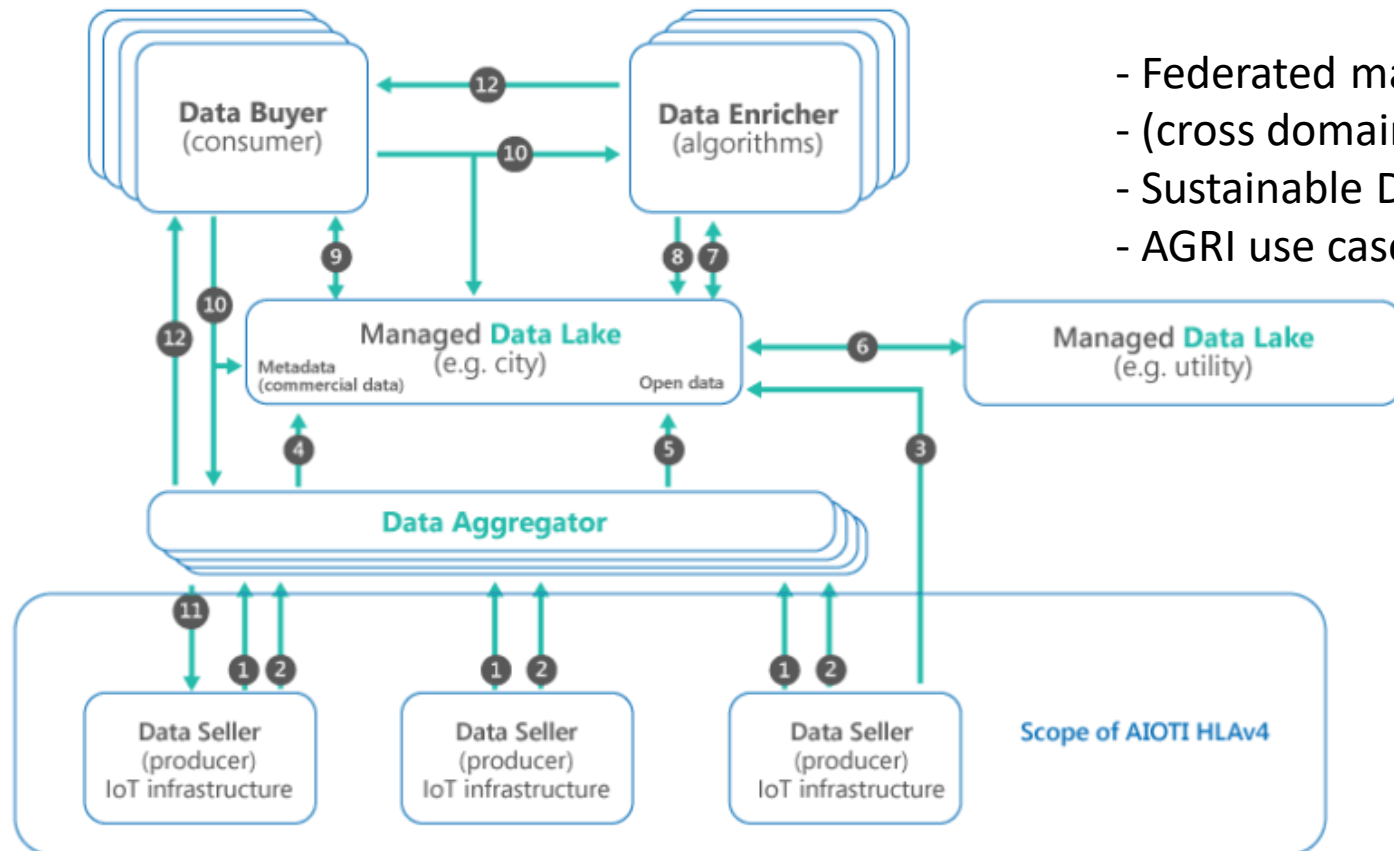 12
Data Buyer
(consumer)
Data Enricher
(algorithms)
10
- Federated
- (cross
- Sustainable
- AGRI use
9
8
7
10
12
Managed Data Lake
(e.g. city)
Metadata
(commercial data)
Open data
6
Managed Data Lake
(e.g. utility)
4
5
3
Data Aggregator
11
1
2
1
2
1
2
Data Seller
(producer)
IoT infrastructure
Data Seller
(producer)
IoT infrastructure
Data Seller
(producer)
IoT infrastructure
Scope of AIOTI HLAv4